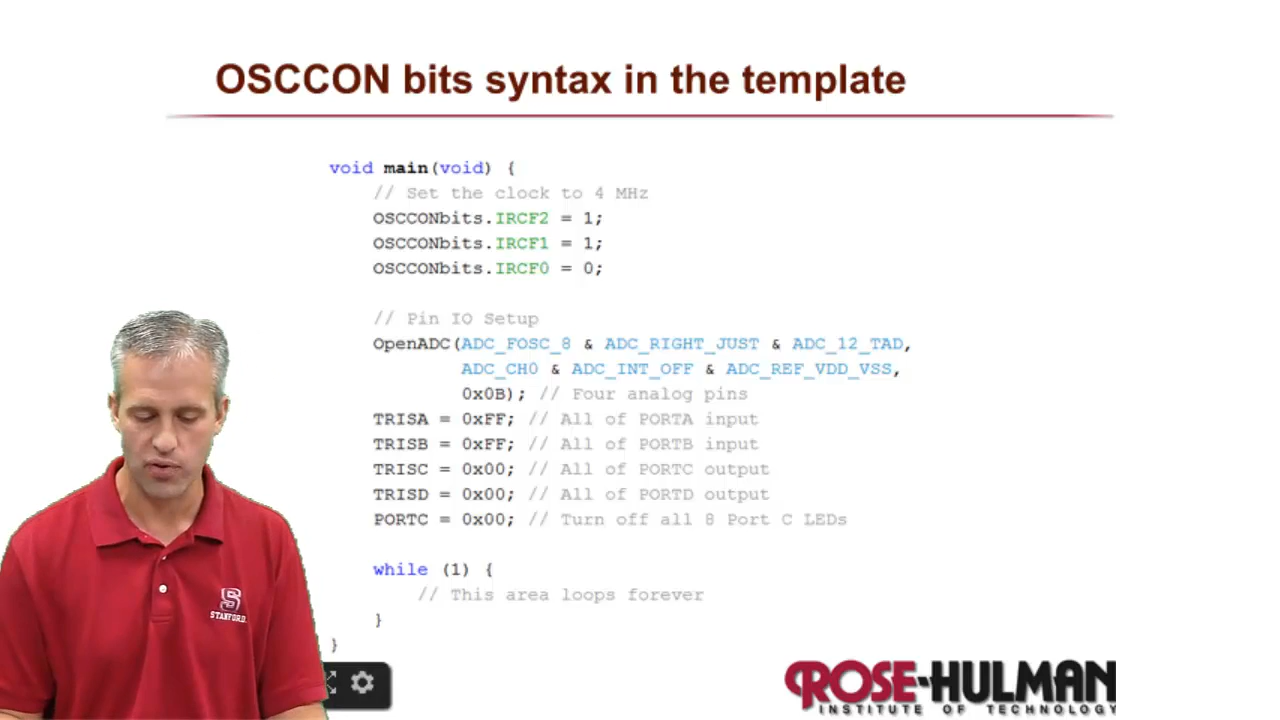 OSCCON bits syntax in the template
void main(void) {
// Set the clock to 4 MHz
OSCCONbits.IRCF2 = 1;
OSCCONbits.IRCF1 = 1;
OSCCONbits.IRCF0 = 0;
// Pin IO Setup
OpenADC(ADC_FOSC_8 & ADC_RIGHT_JUST & ADC_12_TAD,
ADC_CH0 & ADC_INT_OFF & ADC_REF_VDD_VSS,
0x0B); // Four analog pins
TRISA = 0xFF; // All of PORTA input
TRISB = 0xFF; // All of PORTB input
TRISC = 0x00; // All of PORTC output
TRISD = 0x00; // All of PORTD output
PORTC = 0x00; // Turn off all 8 Port C LEDs
while (1) {
// This area loops forever
}
}
S
STANFORD
ROSE-HULMAN
INSTITUTE OF TECHNOLOGY